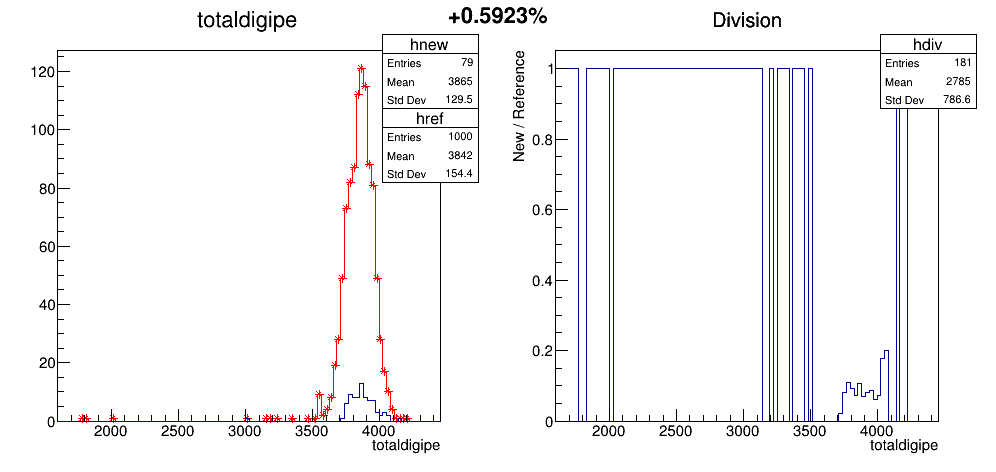 +0.5923%
totaldigipe
hnew
Entries 79
Mean 3865
Std Dev 129.5
href
Entries 1000
Mean 3842
Std Dev 154.4
120
100
80
60
40
20
0
2000 2500 3000 3500 4000
totaldigipe
Division
hdiv
Entries 181
Mean 2785
Std Dev 786.6
New / Reference
1
0.8
0.6
0.4
0.2
0
2000 2500 3000 3500 4000
totaldigipe